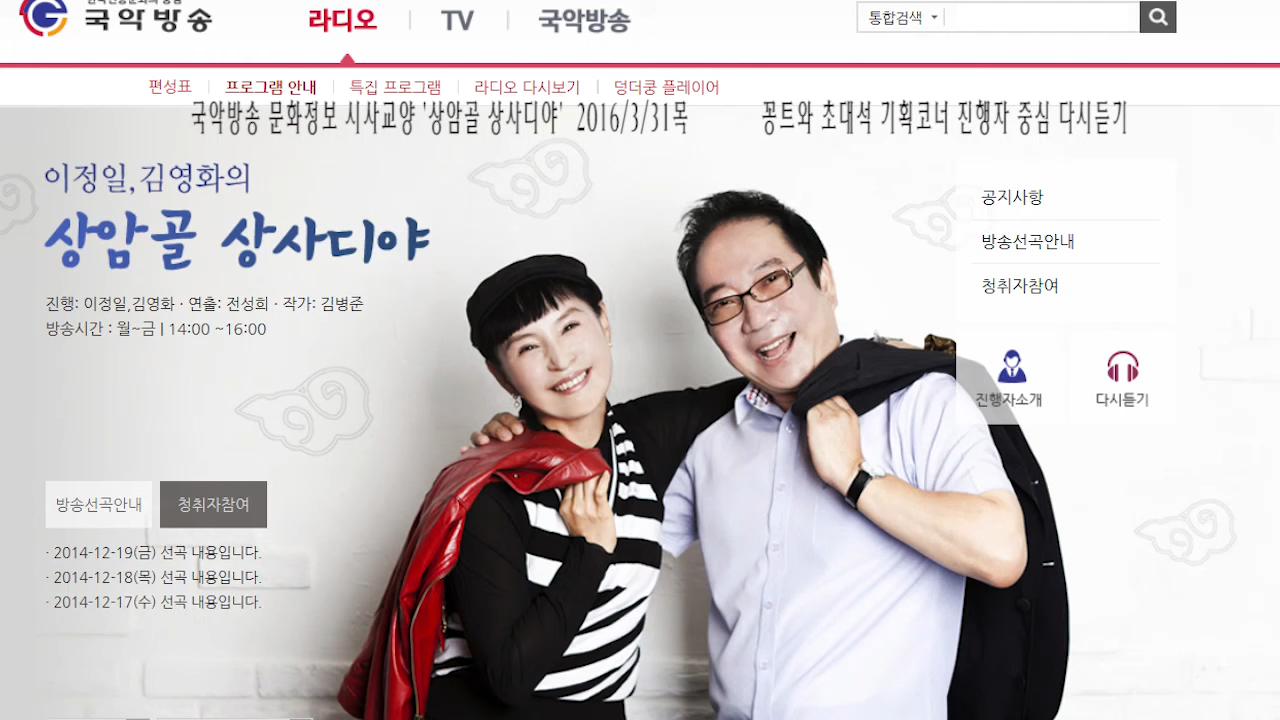 국악방송
라디오 | TV | 국악방송
통합검색
편성표 | 프로그램 안내 | 특집 프로그램 | 라디오 다시보기 | 덩더쿵 플레이어
국악방송 문화정보 시사교양 '상암골 상사디야' 2016/3/31목 꽁트와 초대석 기획코너 진행자 중심 다시듣기
이정일,김영화의
상암골 상사디야
진행: 이정일,김영화 · 연출: 전성희 · 작가: 김병준
방송시간 : 월~금 | 14:00 ~16:00
공지사항
방송선곡안내
청취자참여
진행자소개 다시듣기
방송선곡안내 청취자참여
· 2014-12-19(금) 선곡 내용입니다.
· 2014-12-18(목) 선곡 내용입니다.
· 2014-12-17(수) 선곡 내용입니다.